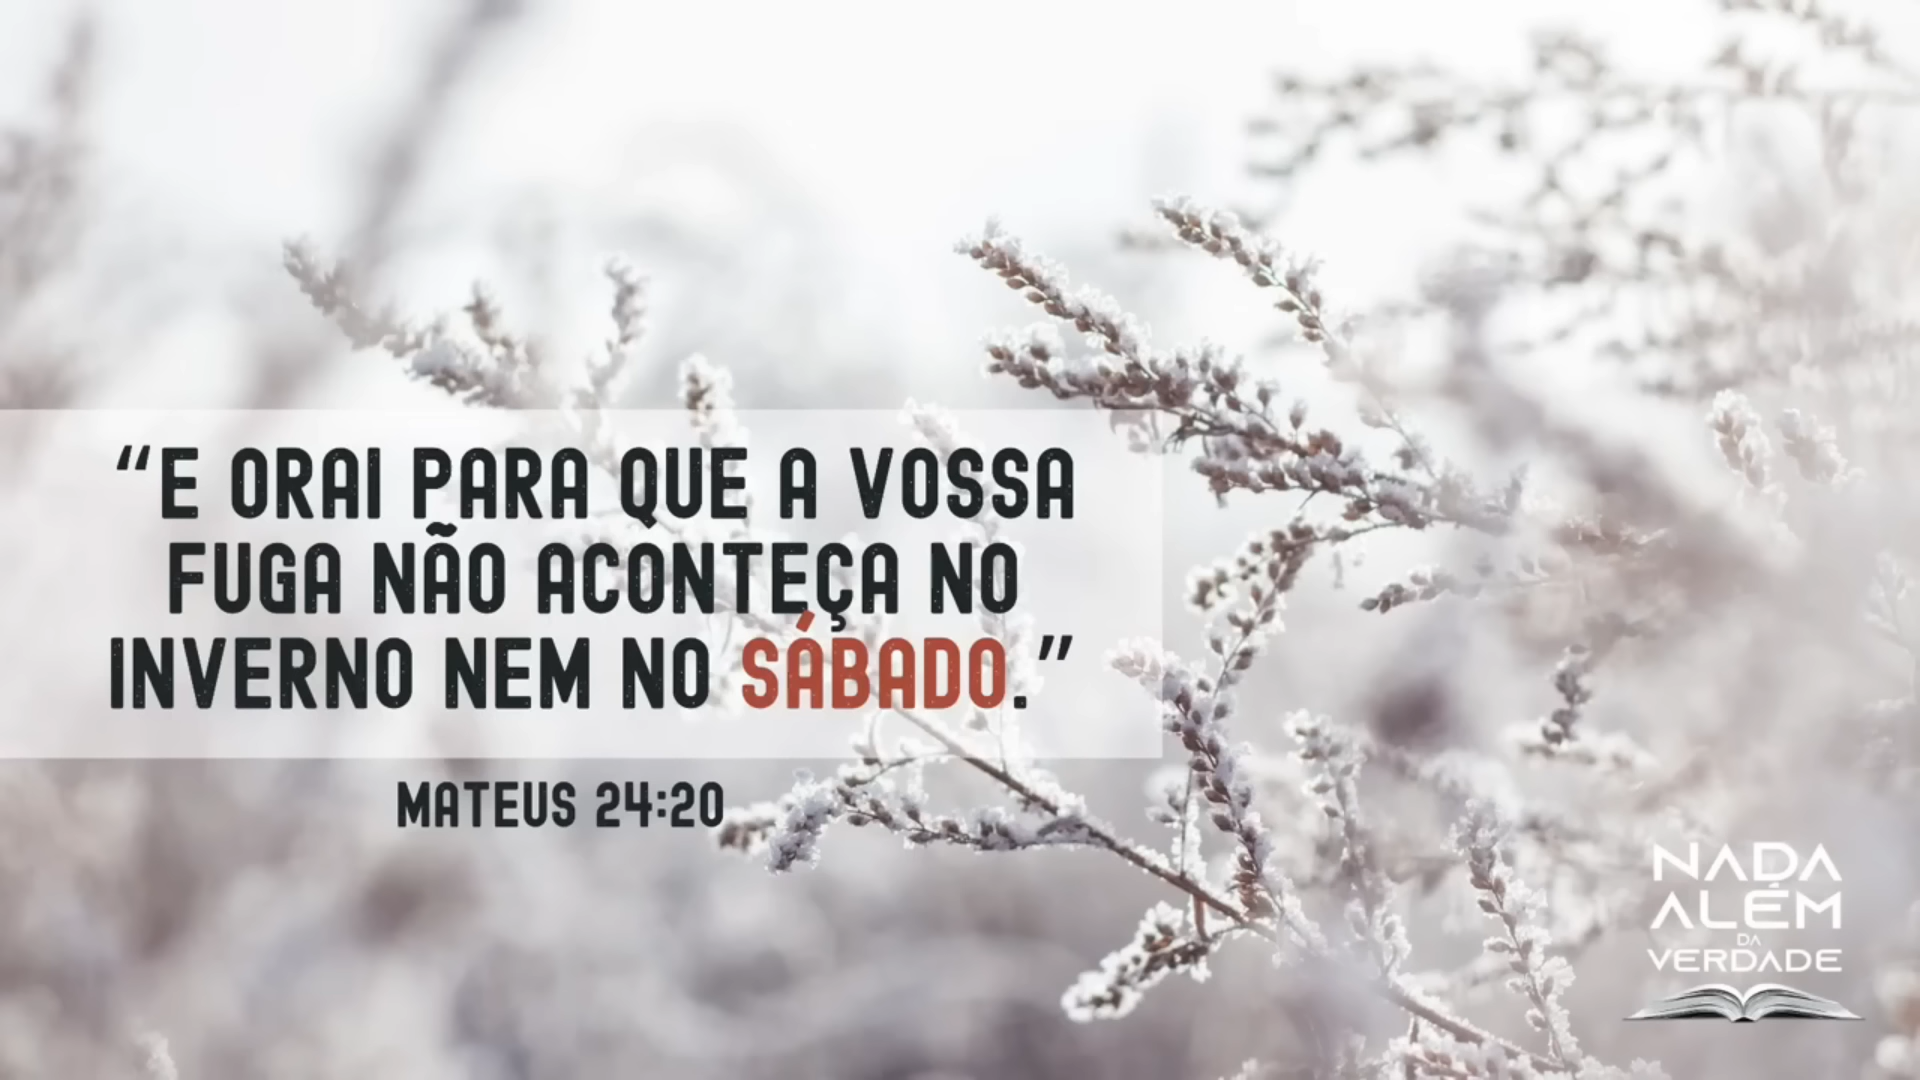 “E ORAI PARA QUE A VOSSA
FUGA NÃO ACONTEÇA NO
INVERNO NEM NO SÁBADO.”
MATEUS 24:20
NADA
ALÉM
DA
VERDADE